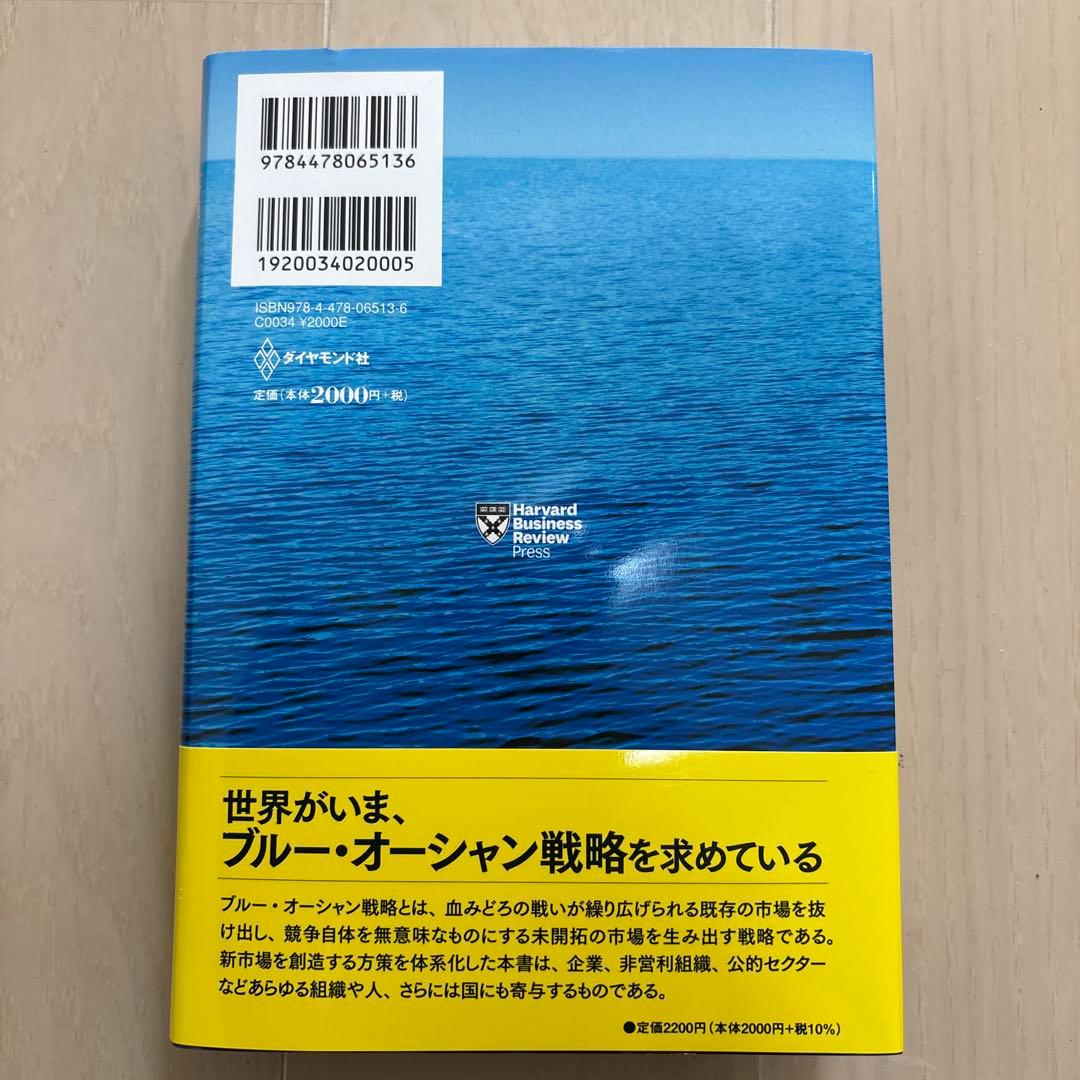 9784478065136
1920034020005
ISBN978-4-478-06513-6
C0034 ¥2000E
ダイヤモンド社
定価(本体2000円+税)
Harvard
Business
Review
Press
世界がいま、
ブルー・オーシャン戦略を求めている
ブルー・オーシャン戦略とは、血みどろの戦いが繰り広げられる既存の市場を抜
け出し、競争自体を無意味なものにする未開拓の市場を生み出す戦略である。
新市場を創造する方策を体系化した本書は、企業、非営利組織、公的セクター
などあらゆる組織や人、さらには国にも寄与するものである。
●定価2200円(本体2000円+税10%)